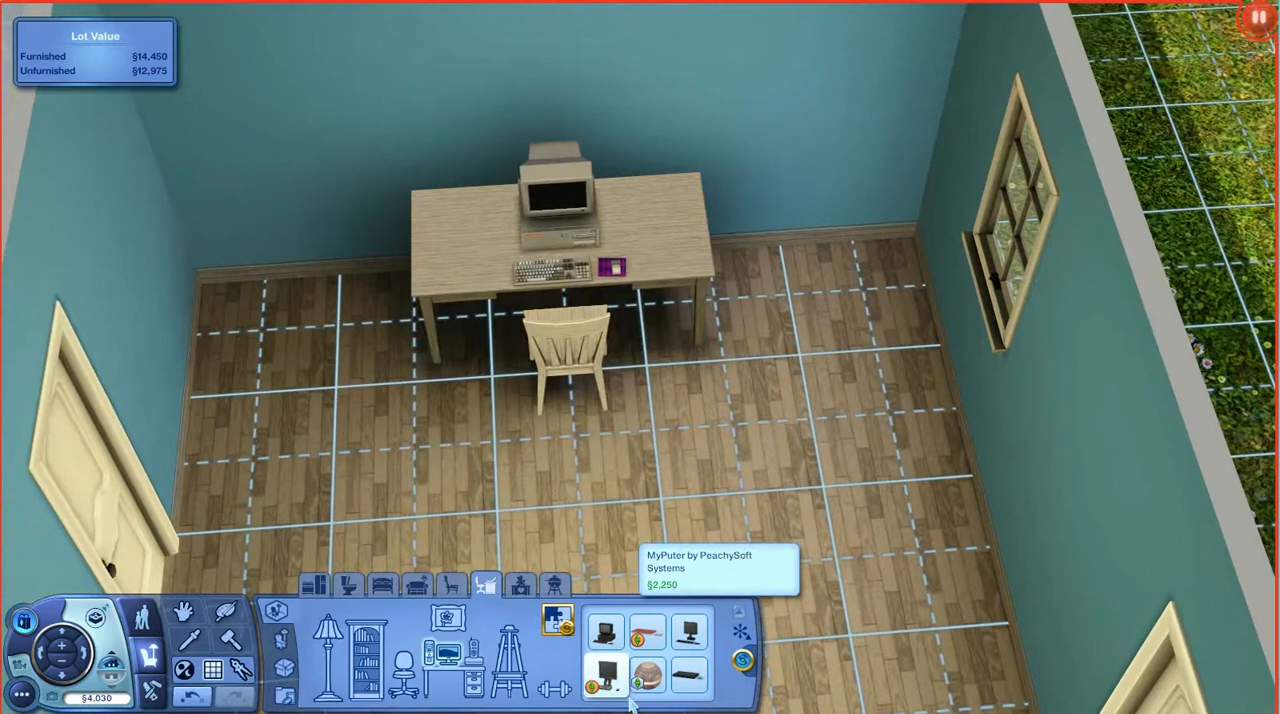 Lot Value
Furnished §14,450
Unfurnished §12,975
MyPuter by PeachySoft
Systems
§2,250
§4,030